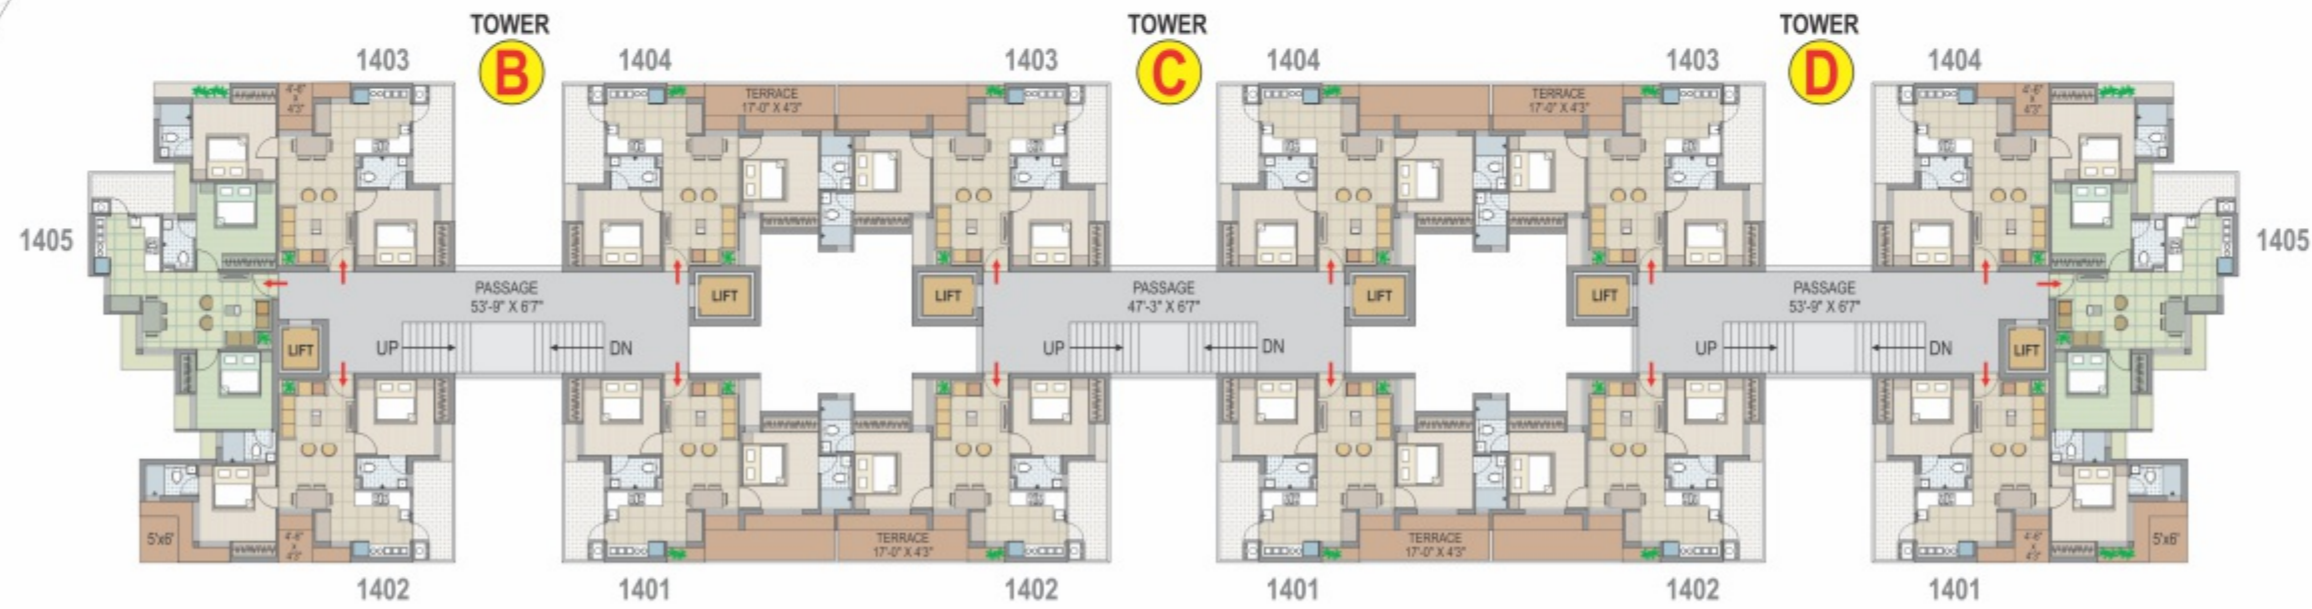 TOWER
B
TOWER
C
TOWER
D
1403
1404
1403
1404
1403
1404
4'-6"
x
4'3"
TERRACE
17'-0" X 4'3"
TERRACE
17'-0" X 4'3"
4'-6"
x
4'3"
1405
1405
PASSAGE
53'-9" X 6'7"
LIFT
LIFT
PASSAGE
47'-3" X 6'7"
LIFT
LIFT
PASSAGE
53'-9" X 6'7"
LIFT
UP
DN
UP
DN
UP
DN
LIFT
5'x6'
4'-6"
x
4'3"
TERRACE
17'-0" X 4'3"
TERRACE
17'-0" X 4'3"
4'-6"
x
4'3"
5'x6'
1402
1401
1402
1401
1402
1401